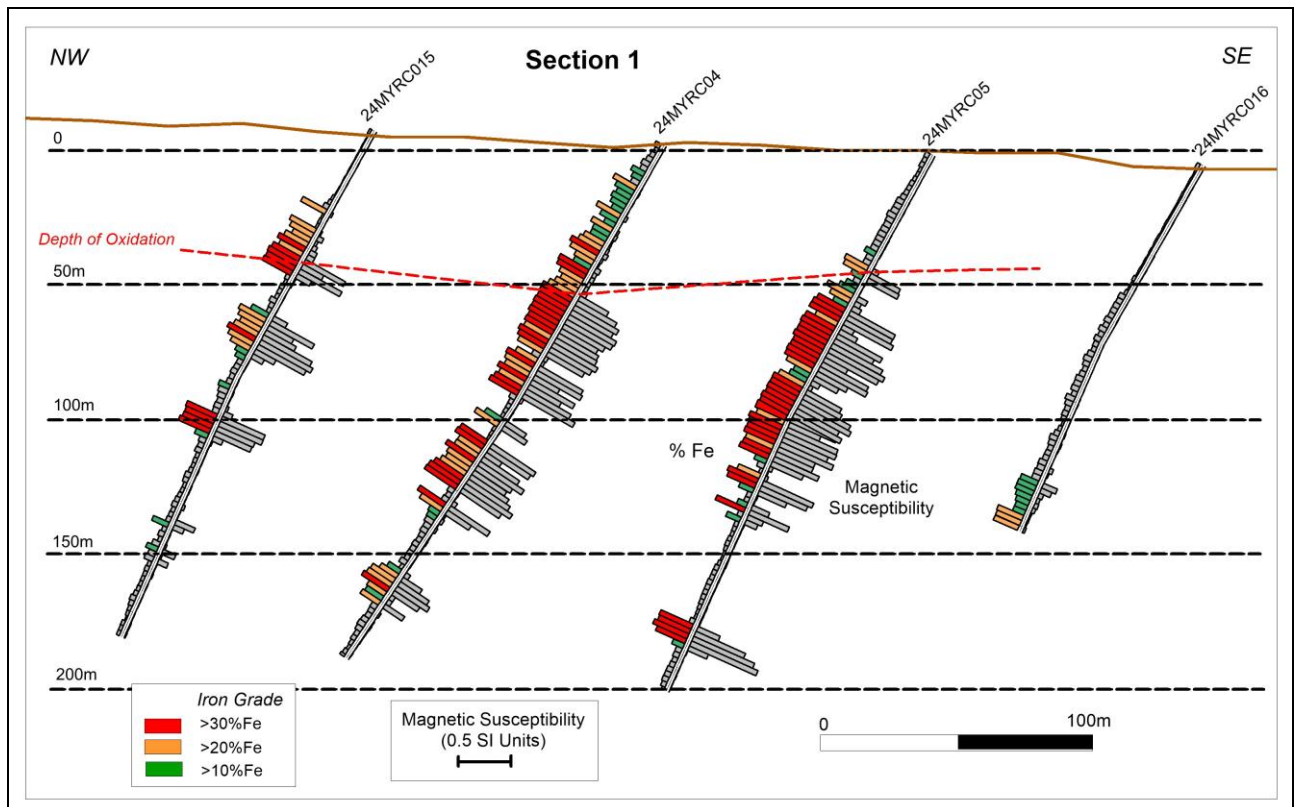 NW
Section 1
SE
24MYRC015
24MYRC04
24MYRC05
24MYRC016
0
Depth of Oxidation
50m
100m
% Fe
Magnetic
Susceptibility
150m
200m
Iron Grade
>30%Fe
>20%Fe
>10%Fe
Magnetic Susceptibility
(0.5 SI Units)
0
100m